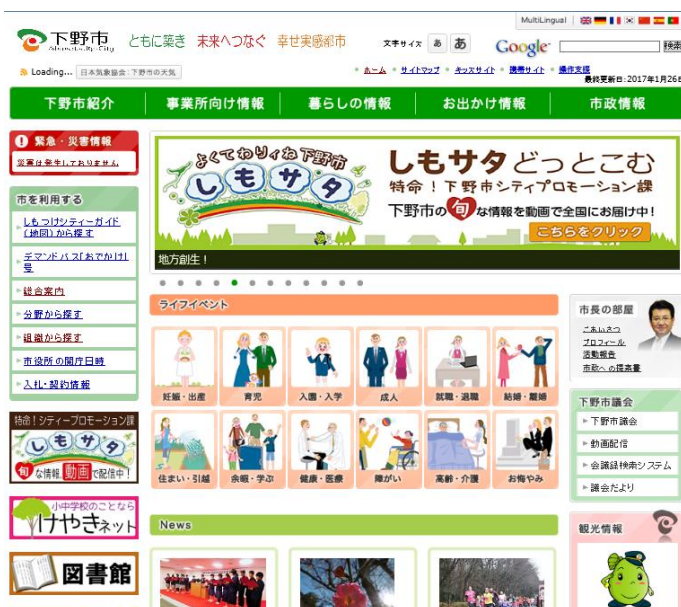 MultiLingual
下野市
Shimotsuke City
ともに築き 未来へつなぐ 幸せ実感都市
文字サイズ あ あ
Google
検索
Loading... 日本気象協会:下野市の天気
ホーム サイトマップ キッズサイト 携帯サイト 操作支援
最終更新日:2017年1月26日
下野市紹介 事業所向け情報 暮らしの情報 お出かけ情報 市政情報
緊急・災害情報
災害は発生しておりません
市を利用する
しもつけシティーガイド
(地図)から探す
デマンドバス「おでかけ
号
総合案内
分野から探す
組織から探す
市役所の開庁日時
入札・契約情報
特命!シティープロモーション課
しもサタ
旬な情報、動画で配信中!
小中学校のことなら
けやきネット
図書館
よくてわりぃね下野市
しもサタ
しもサタどっとこむ
特命!下野市シティプロモーション課
下野市の旬な情報を動画で全国にお届け中!
こちらをクリック
地方創生!
ライフイベント
妊娠・出産 育児 入園・入学 成人 就職・退職 結婚・離婚
住まい・引越 余暇・学ぶ 健康・医療 障がい 高齢・介護 お悔やみ
News
市長の部屋
ごあいさつ
プロフィール
活動報告
市政への提言書
下野市議会
下野市議会
動画配信
会議録検索システム
議会だより
観光情報